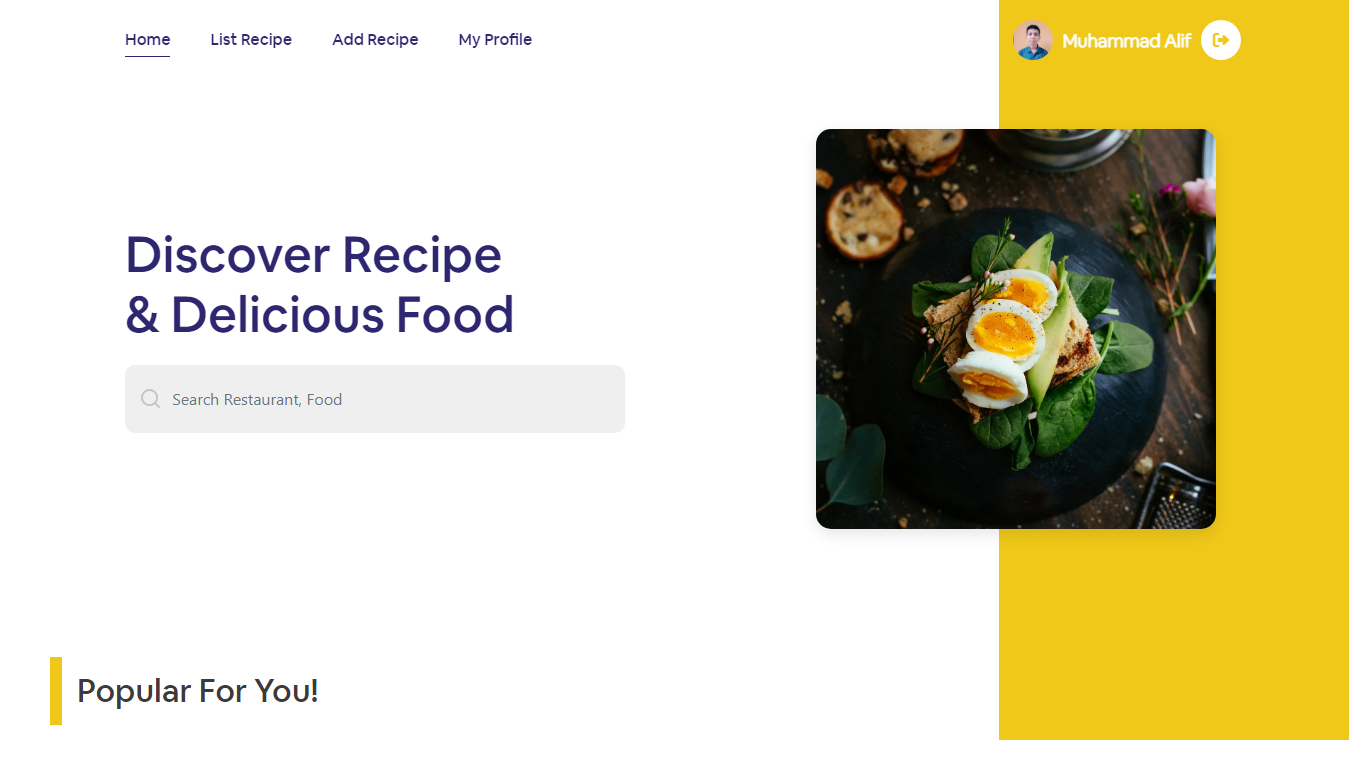 Home
List Recipe
Add Recipe
My Profile
Muhammad Alif
Discover Recipe
& Delicious Food
Search Restaurant, Food
Popular For You!